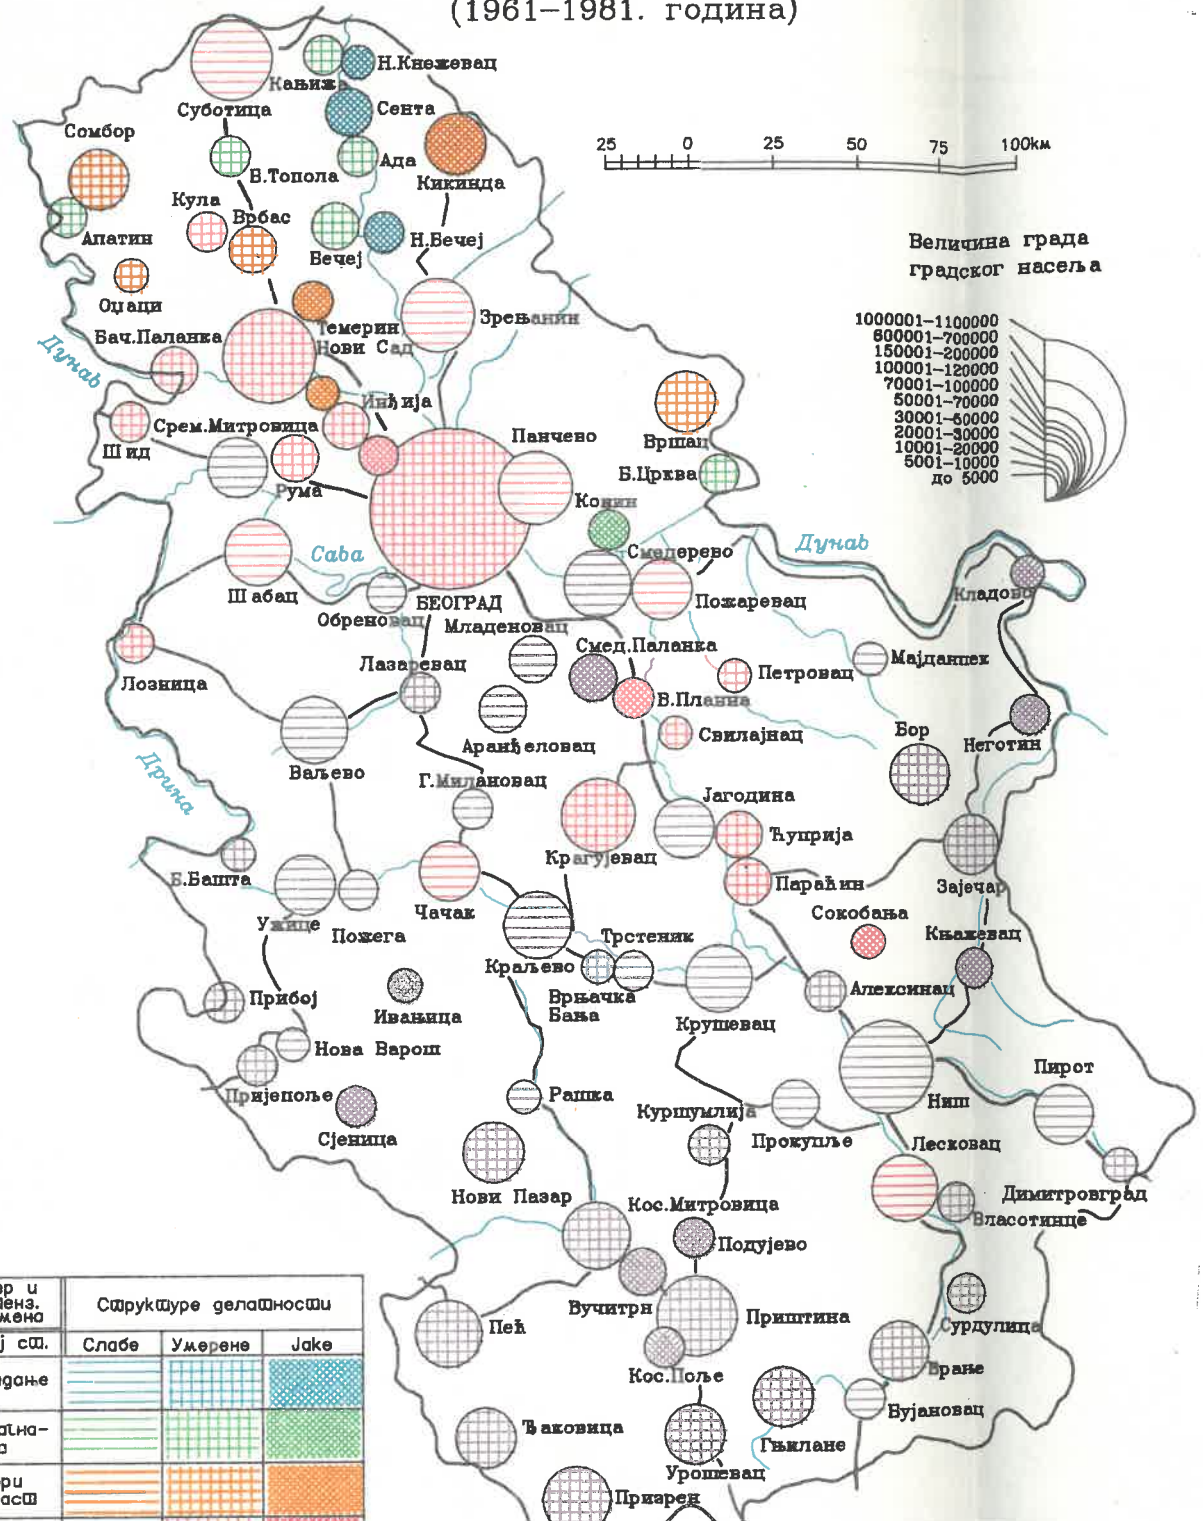 (1961–1981. година)
Н.Кнежевац
Кањижа
Суботица
Сента
Сомбор
Ада
В.Топола
Кикинда
Кула
Врбас
Апатин
Бечеј
Н.Бечеј
Оџаци
25 0 25 50 75 100км
Величина града
градског насеља
1000001–1100000
600001–700000
150001–200000
100001–120000
70001–100000
50001–70000
30001–50000
20001–30000
10001–20000
5001–10000
до 5000
Темерин
Зрењанин
Бач.Паланка
Нови Сад
Дунав
Инђија
Срем.Митровица
Шид
Панчево
Вршац
Рума
Б.Црква
Ковин
Сава
Смедерево
Дунав
Шабац
Обреновац
БЕОГРАД
Пожаревац
Кладово
Младеновац
Смед.Паланка
Лазаревац
Петровац
Мајданпек
Лозница
В.Плана
Аранђеловац
Свилајнац
Бор
Неготин
Дрина
Ваљево
Г.Милановац
Јагодина
Ћуприја
Крагујевац
Б.Башта
Параћин
Зајечар
Ужице
Пожега
Чачак
Сокобања
Трстеник
Књажевац
Краљево
Прибој
Ивањица
Врњачка
Бања
Крушевац
Алексинац
Нова Варош
Пријепоље
Рашка
Пирот
Ниш
Куршумлија
Прокупље
Сјеница
Лесковац
Нови Пазар
Кос.Митровица
Димитровград
Власотинце
Подујево
Вучитрн
Приштина
Пећ
Сурдулица
Кос.Поље
Врање
Бујановац
Ђаковица
Гњилане
Урошевац
Призрен
Структуре делатности
Слабе Умерене Јаке